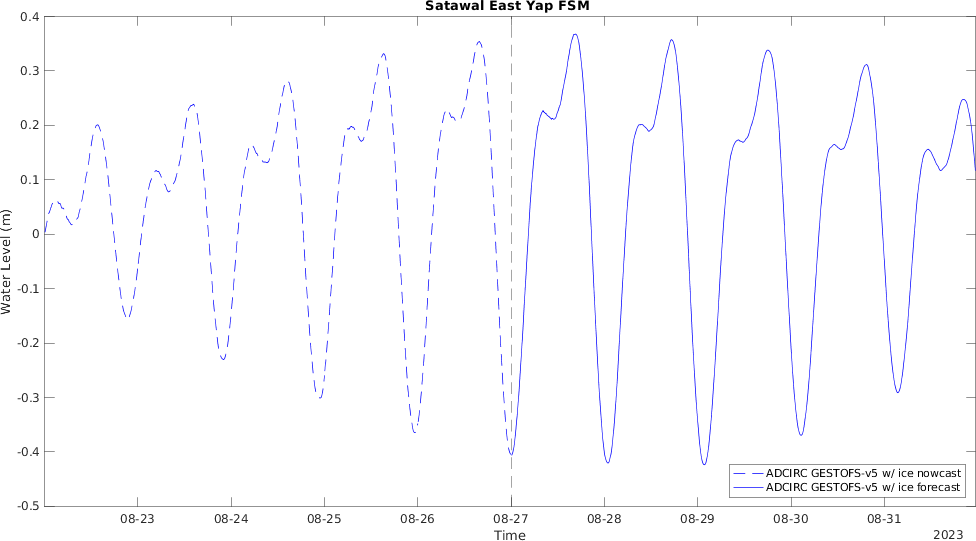 Satawal East Yap FSM
0.4
0.3
0.2
0.1
0
-0.1
-0.2
-0.3
-0.4
-0.5
Water Level (m)
ADCIRC GESTOFS-v5 w/ ice nowcast
ADCIRC GESTOFS-v5 w/ ice forecast
08-23 08-24 08-25 08-26 08-27 08-28 08-29 08-30 08-31
Time
2023